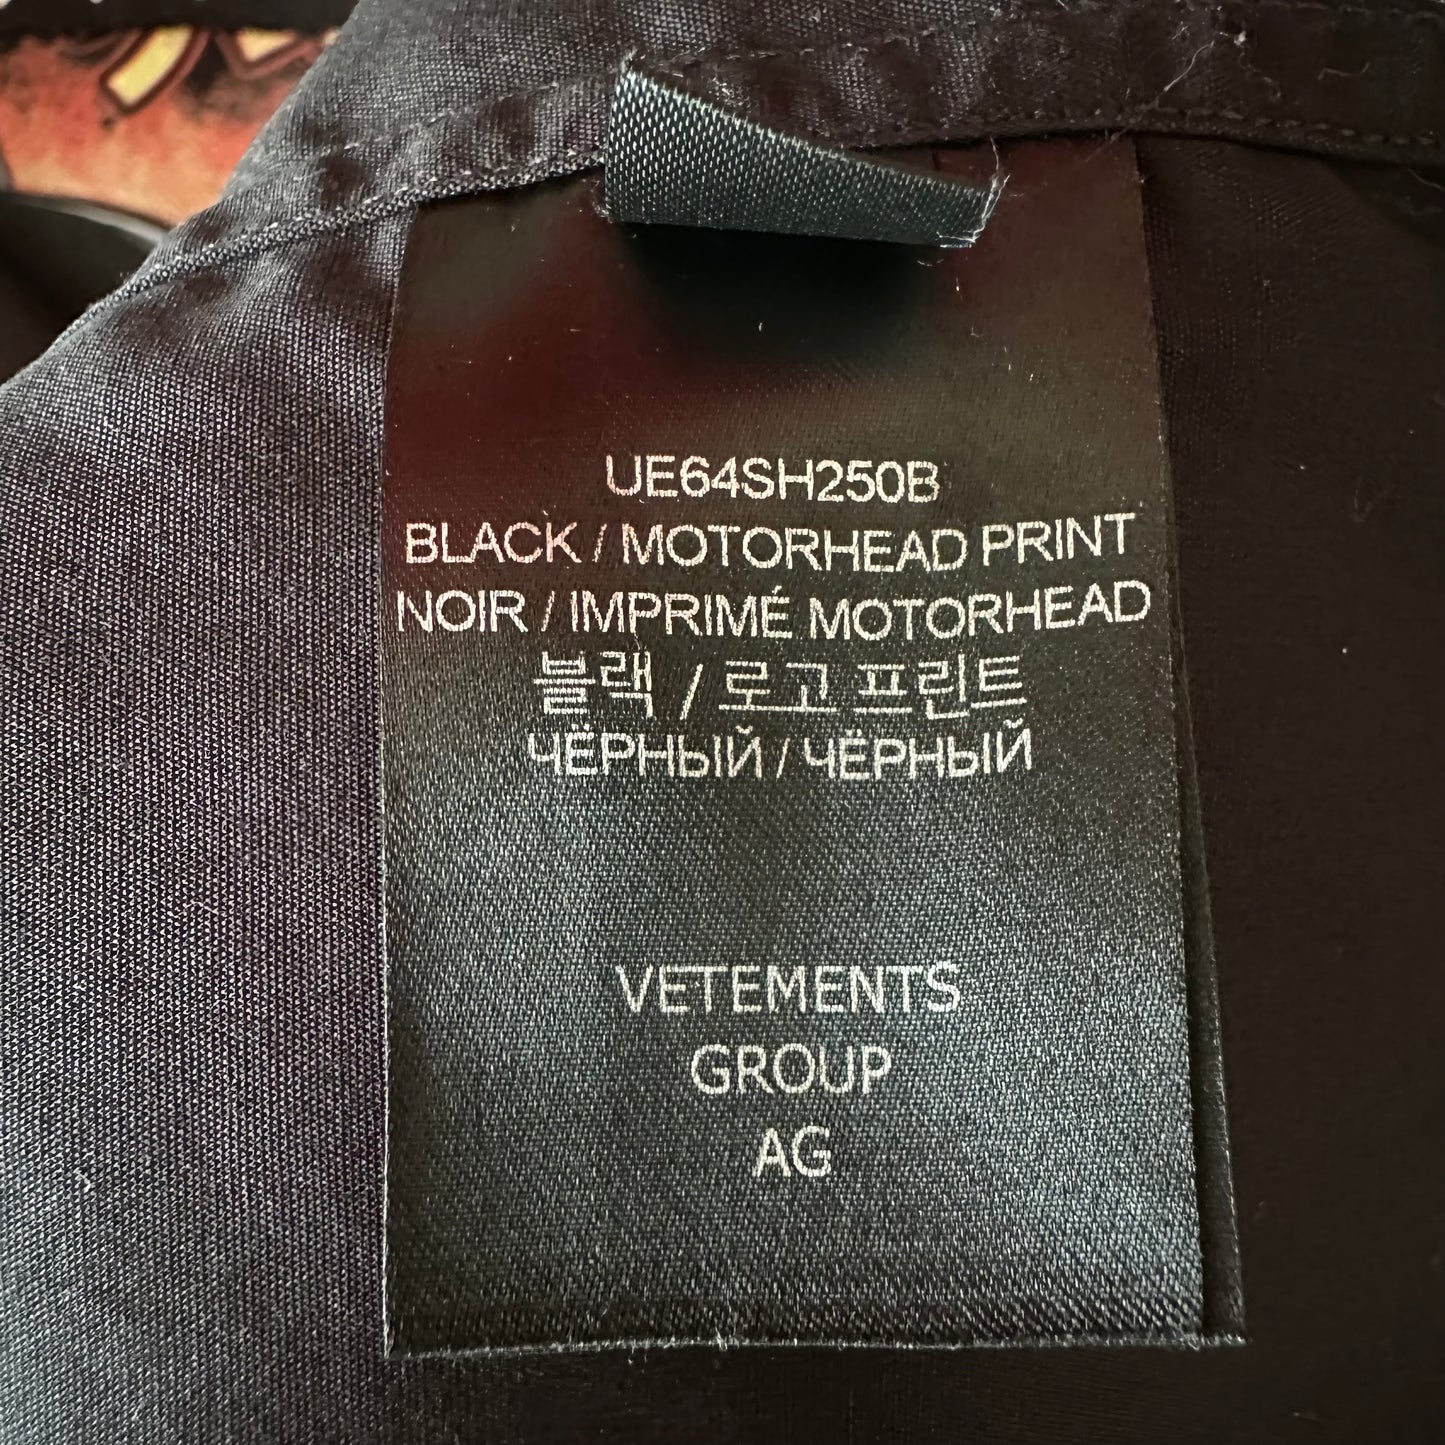 UE64SH250B
BLACK / MOTORHEAD PRINT
NOIR / IMPRIMÉ MOTORHEAD
블랙 / 로고 프린트
ЧЁРНЫЙ / ЧЁРНЫЙ
VETEMENTS
GROUP
AG